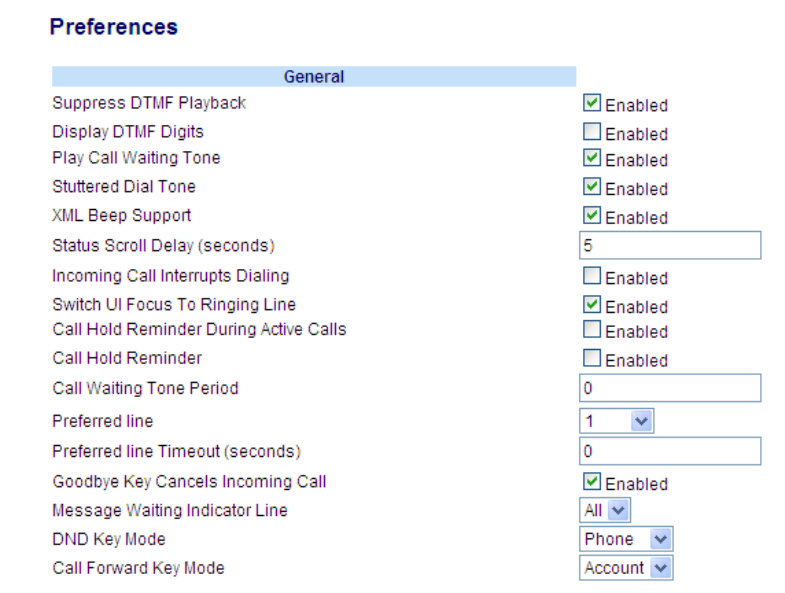 Preferences
General
Suppress DTMF Playback Enabled
Display DTMF Digits Enabled
Play Call Waiting Tone Enabled
Stuttered Dial Tone Enabled
XML Beep Support Enabled
Status Scroll Delay (seconds) 5
Incoming Call Interrupts Dialing Enabled
Switch UI Focus To Ringing Line Enabled
Call Hold Reminder During Active Calls Enabled
Call Hold Reminder Enabled
Call Waiting Tone Period 0
Preferred line 1
Preferred line Timeout (seconds) 0
Goodbye Key Cancels Incoming Call Enabled
Message Waiting Indicator Line All
DND Key Mode Phone
Call Forward Key Mode Account